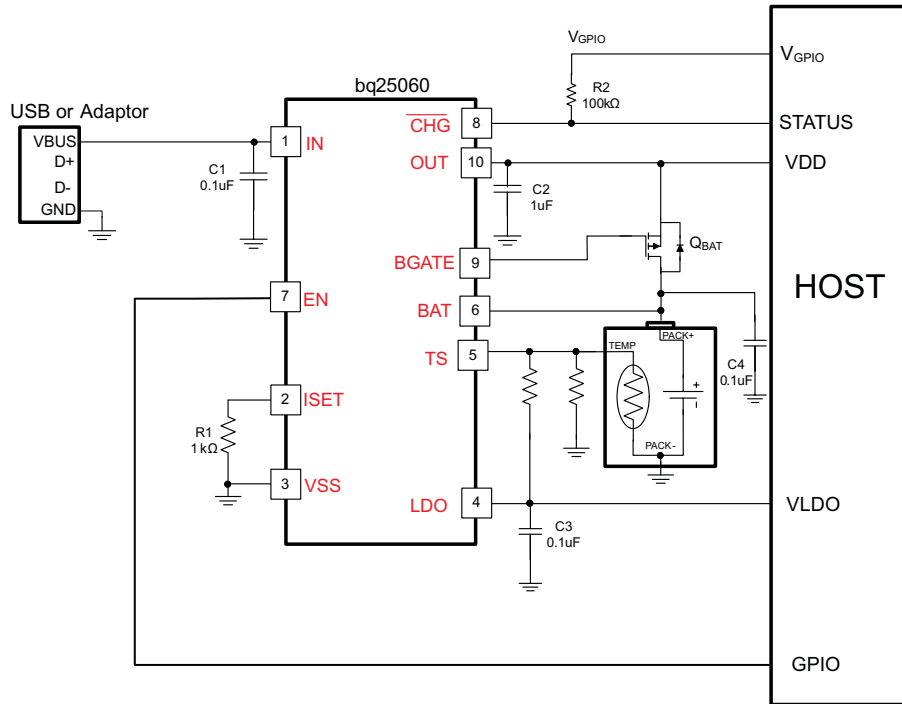 bq25060
USB or Adaptor
VBUS
D+
D-
GND
C1
0.1uF
1
IN
7
EN
2
ISET
R1
1 kΩ
3
VSS
CHG
8
OUT
10
BGATE
9
BAT
6
TS
5
LDO
4
VGPIO
R2
100kΩ
C2
1uF
QBAT
TEMP
PACK+
+
-
PACK-
C4
0.1uF
C3
0.1uF
HOST
VGPIO
STATUS
VDD
VLDO
GPIO